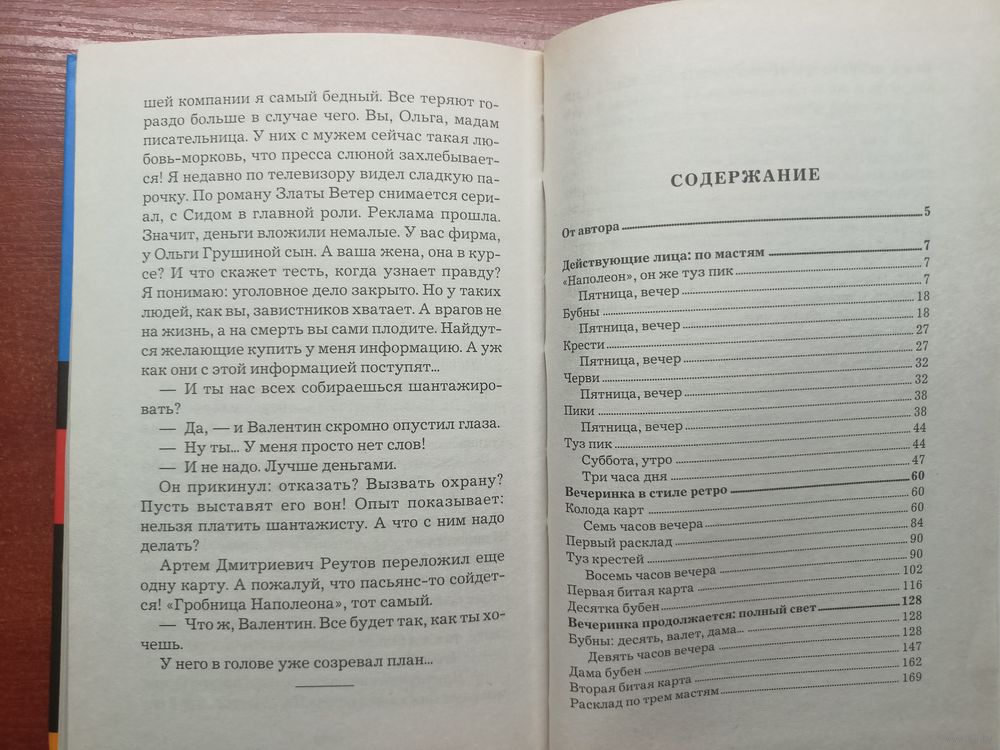 шей компании я самый бедный. Все теряют го-
раздо больше в случае чего. Вы, Ольга, мадам
писательница. У них с мужем сейчас такая лю-
бовь-морковь, что пресса слюной захлебывает-
ся! Я недавно по телевизору видел сладкую па-
рочку. По роману Златы Ветер снимается сери-
ал, с Сидом в главной роли. Реклама прошла.
Значит, деньги вложили немалые. У вас фирма,
у Ольги Грушиной сын. А ваша жена, она в кур-
се? И что скажет тесть, когда узнает правду?
Я понимаю: уголовное дело закрыто. Но у таких
людей, как вы, завистников хватает. А врагов не
на жизнь, а на смерть вы сами плодите. Найдут-
ся желающие купить у меня информацию. А уж
как они с этой информацией поступят...
— И ты нас всех собираешься шантажиро-
вать?
— Да, — и Валентин скромно опустил глаза.
— Ну ты... У меня просто нет слов!
— И не надо. Лучше деньгами.
Он прикинул: отказать? Вызвать охрану?
Пусть выставят его вон! Опыт показывает:
нельзя платить шантажисту. А что с ним надо
делать?
Артем Дмитриевич Реутов переложил еще
одну карту. А пожалуй, что пасьянс-то сойдет-
ся! «Гробница Наполеона», тот самый.
— Что ж, Валентин. Все будет так, как ты хо-
чешь.
У него в голове уже созревал план...
СОДЕРЖАНИЕ
От автора 5
Действующие лица: по мастям 7
«Наполеон», он же туз пик 7
Пятница, вечер 7
Бубны 18
Пятница, вечер 18
Крести 27
Пятница, вечер 27
Черви 32
Пятница, вечер 32
Пики 38
Пятница, вечер 38
Туз пик 44
Суббота, утро 44
Три часа дня 47
Вечеринка в стиле ретро 60
Колода карт 60
Семь часов вечера 60
Первый расклад 84
Туз крестей 90
Восемь часов вечера 90
Первая битая карта 102
Десятка бубен 116
Вечеринка продолжается: полный свет 128
Бубны: десять, валет, дама... 128
Девять часов вечера 128
Дама бубен 147
Вторая битая карта 162
Расклад по трем мастям 169